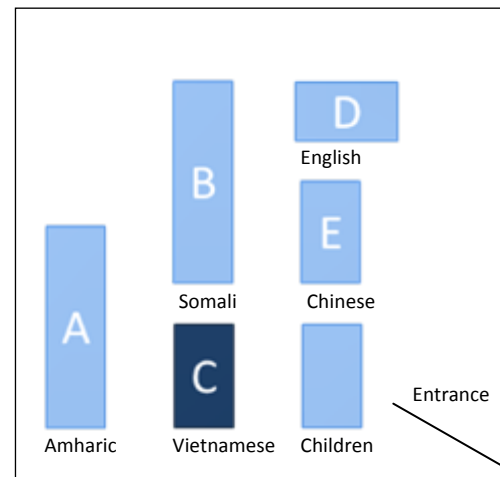 D
English
B
E
Somali
Chinese
A
C
Entrance
Amharic
Vietnamese
Children